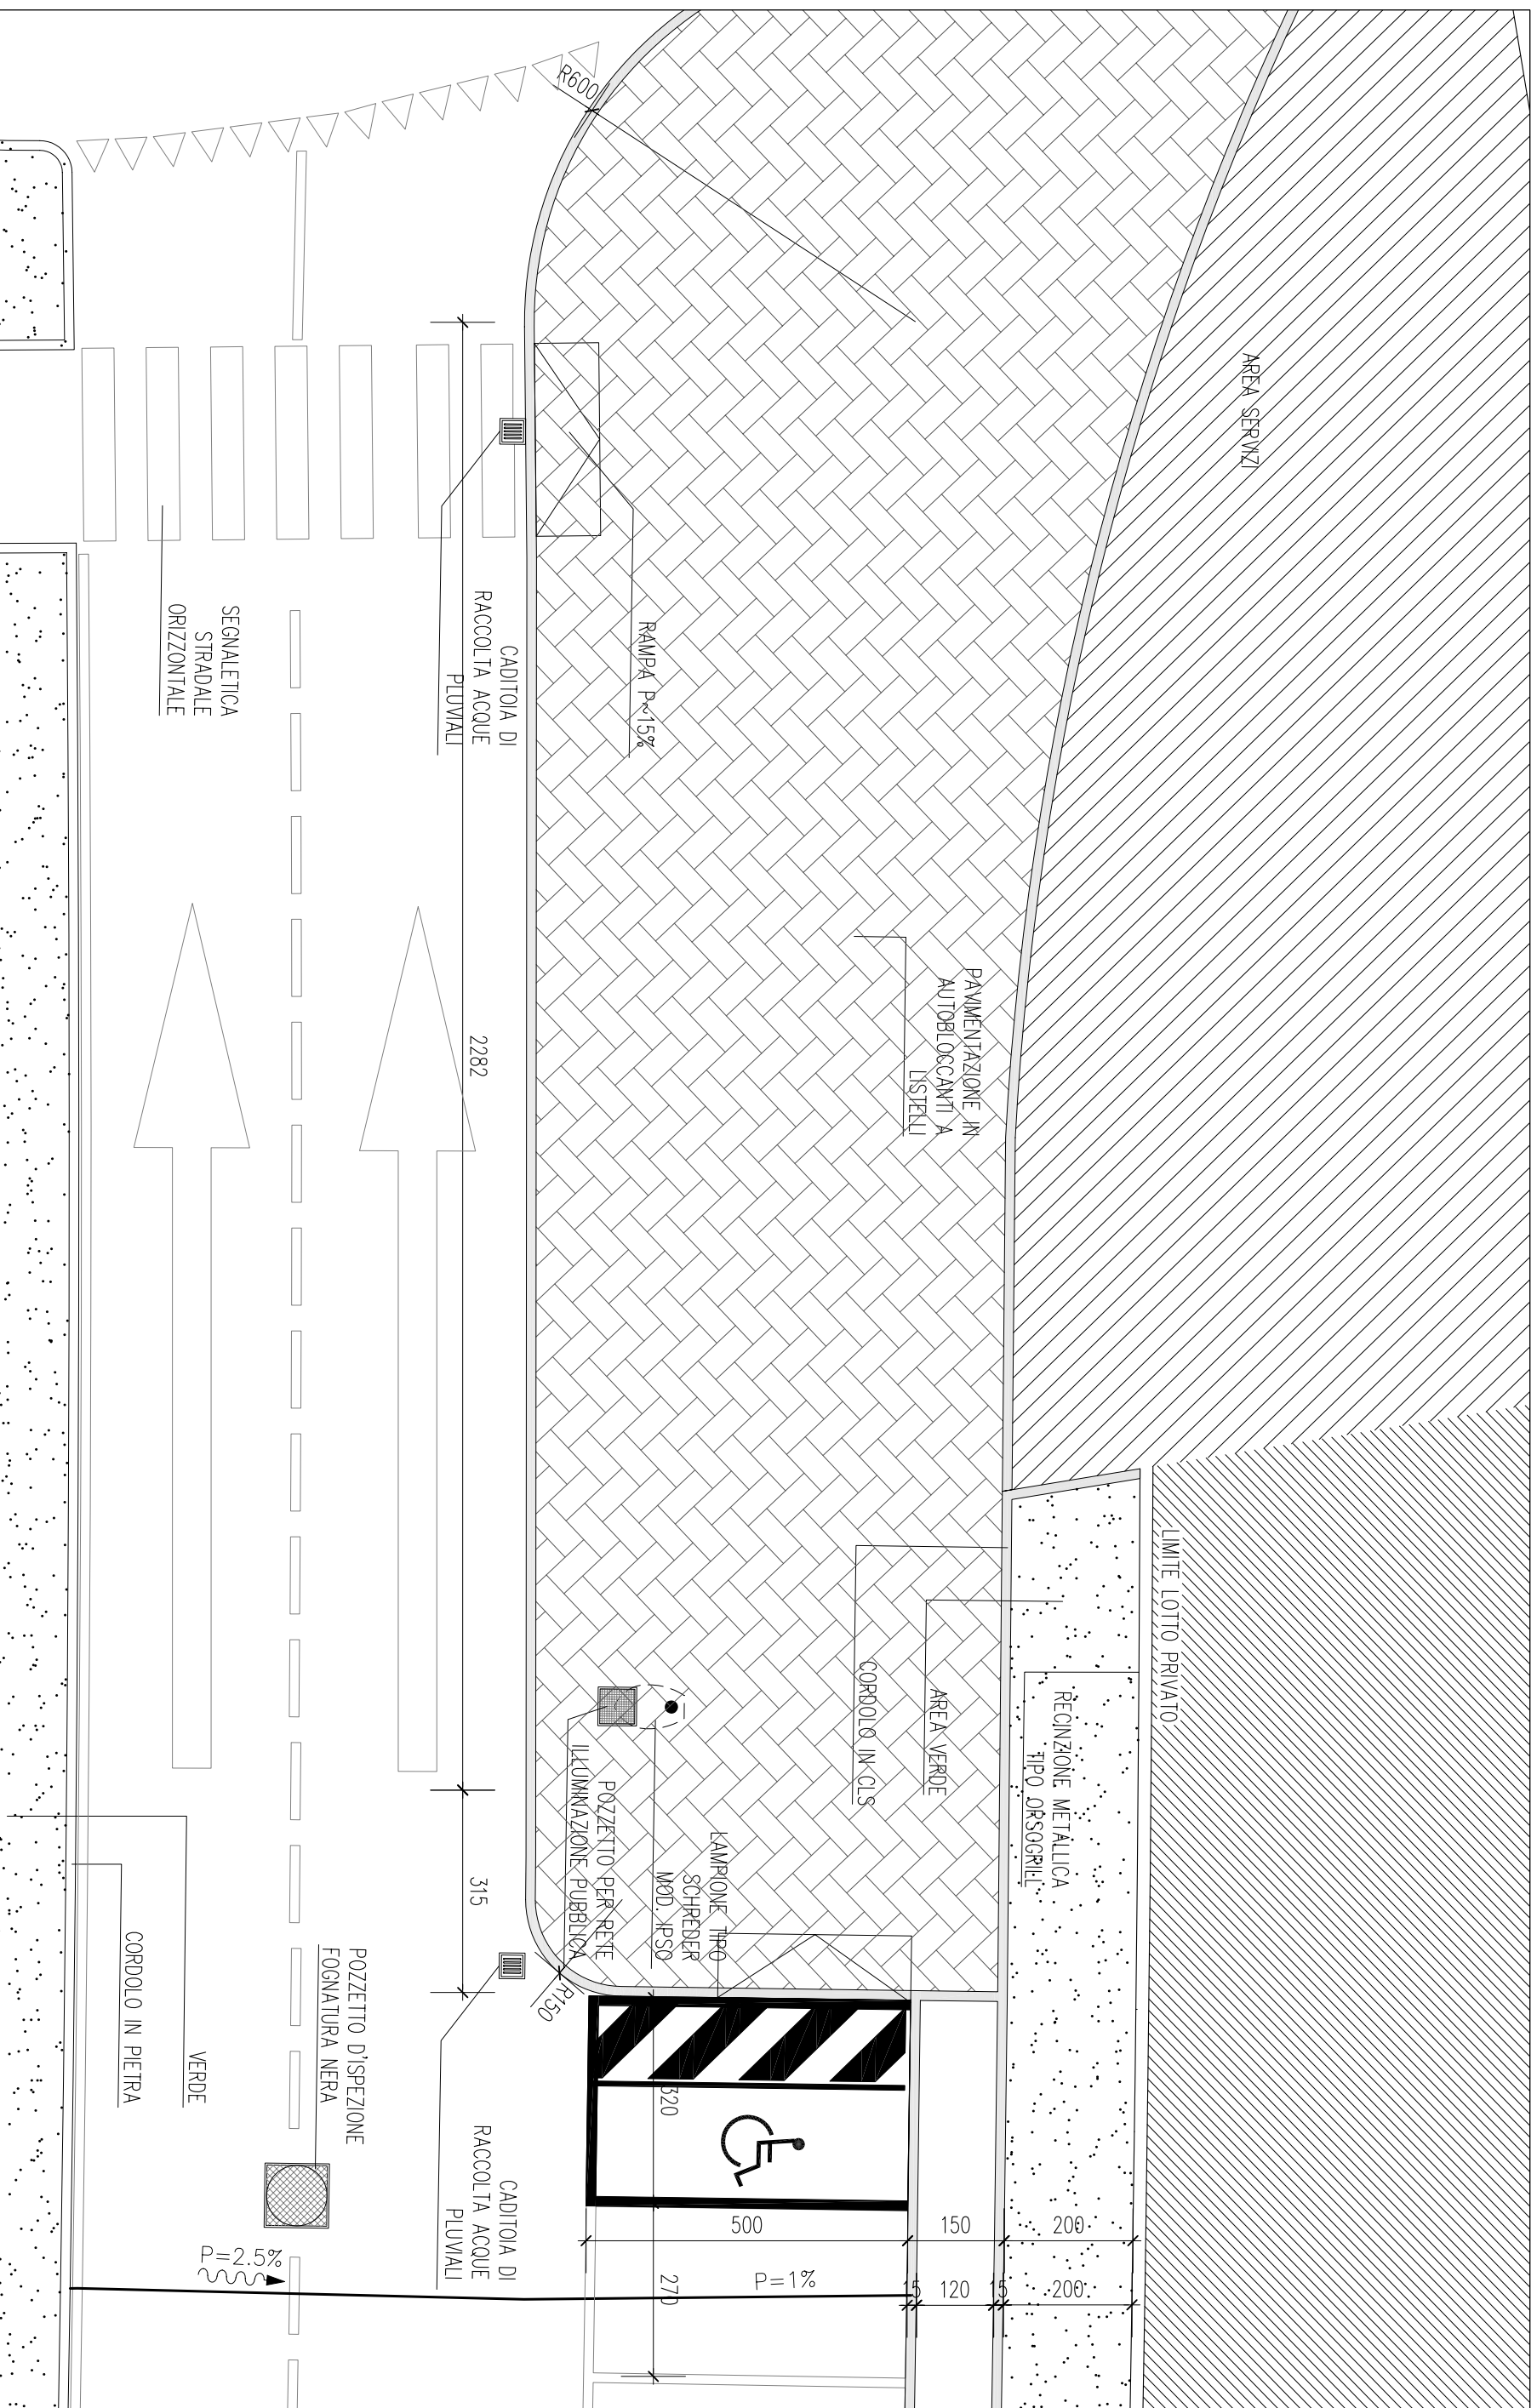 R600
AREA SERVIZI
RAMPA P~15%
CADITOIA DI
RACCOLTA ACQUE
PLUVIALI
SEGNALETICA
STRADALE
ORIZZONTALE
2282
PAVIMENTAZIONE IN
AUTOBLOCCANTI A
LISTELLI
LIMITE LOTTO PRIVATO
RECINZIONE METALLICA
TIPO ORSOGRILL
AREA VERDE
CORDOLO IN CLS
LAMPIONE TIPO
SCHREDER
MOD. IPSO
POZZETTO PER RETE
ILLUMINAZIONE PUBBLICA
315
R150
POZZETTO D'ISPEZIONE
FOGNATURA NERA
VERDE
CORDOLO IN PIETRA
CADITOIA DI
RACCOLTA ACQUE
PLUVIALI
320
270
500
150
200
P=2.5%
P=1%
15
120
15
200